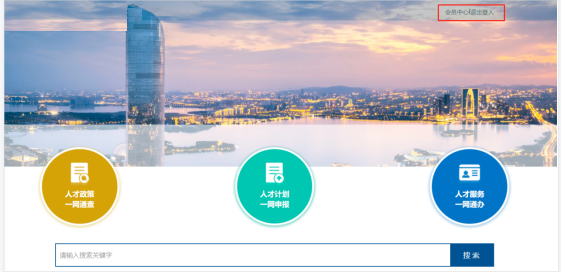 会员中心|退出登入
人才政策
一网通查
人才计划
一网申报
人才服务
一网通办
请输入搜索关键字
搜索